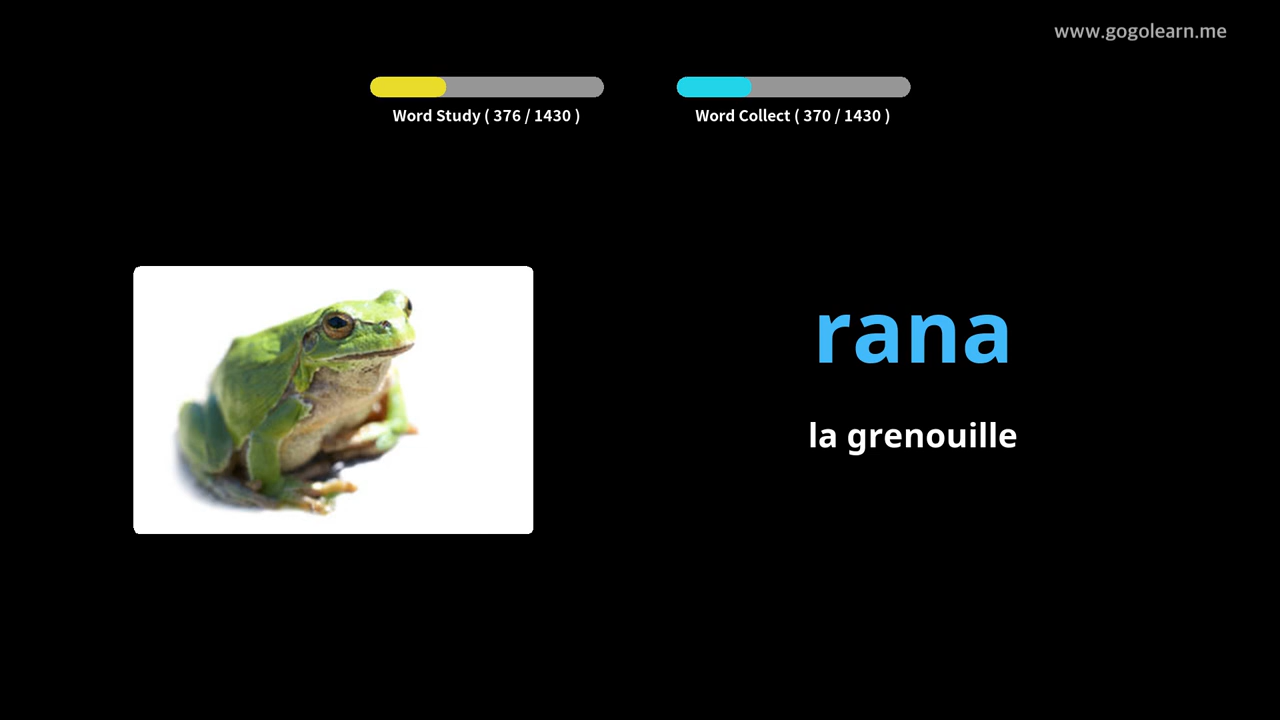 www.gogolearn.me
Word Study ( 376 / 1430 )
Word Collect ( 370 / 1430 )
rana
la grenouille